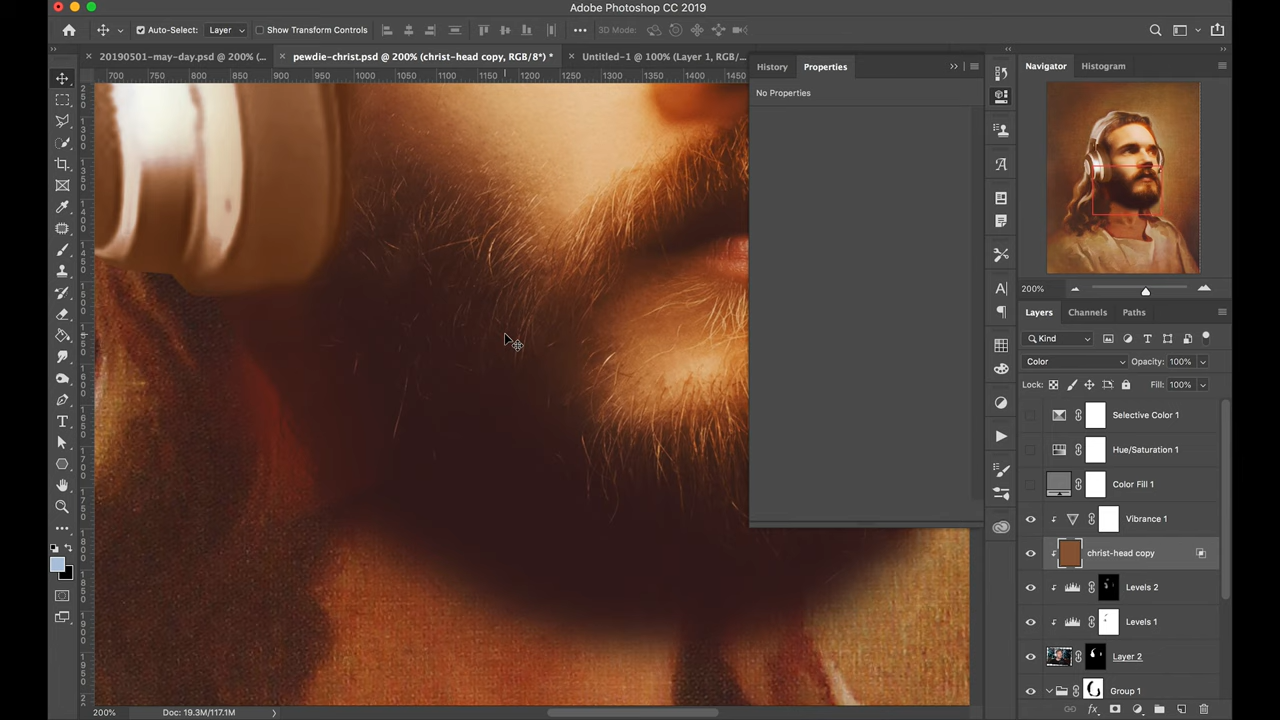 Adobe Photoshop CC 2019
Auto-Select: Layer Show Transform Controls 3D Mode:
20190501-may-day.psd @ 200% (... pewdie-christ.psd @ 200% (christ-head copy, RGB/8*) * Untitled-1 @ 100% (Layer 1, RGB/...
700 750 800 850 900 950 1000 1050 1100 1150 1200 1250 1300 1350 1400 1450
History Properties
No Properties
Navigator Histogram
200%
Layers Channels Paths
Kind
Color Opacity: 100%
Lock: Fill: 100%
Selective Color 1
Hue/Saturation 1
Color Fill 1
Vibrance 1
christ-head copy
Levels 2
Levels 1
Layer 2
Group 1
200% Doc: 19.3M/117.1M